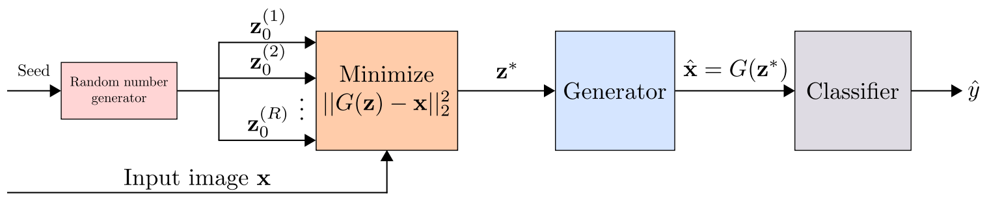 Seed
Random number
generator
𝐳₀⁽¹⁾
𝐳₀⁽²⁾
⋮
𝐳₀⁽ᴿ⁾
Minimize
||G(𝐳) − 𝐱||₂²
𝐳*
Generator
𝐱̂ = G(𝐳*)
Classifier
ŷ
Input image 𝐱